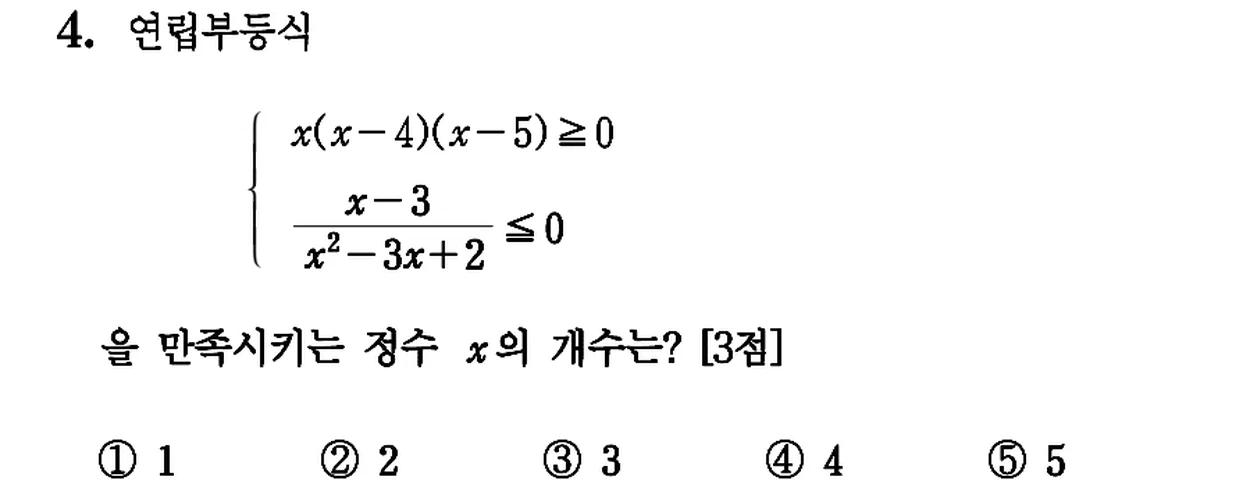 4. 연립부등식
x(x-4)(x-5)≧0
x-3
x²-3x+2 ≦0
을 만족시키는 정수 x의 개수는? [3점]
① 1 ② 2 ③ 3 ④ 4 ⑤ 5